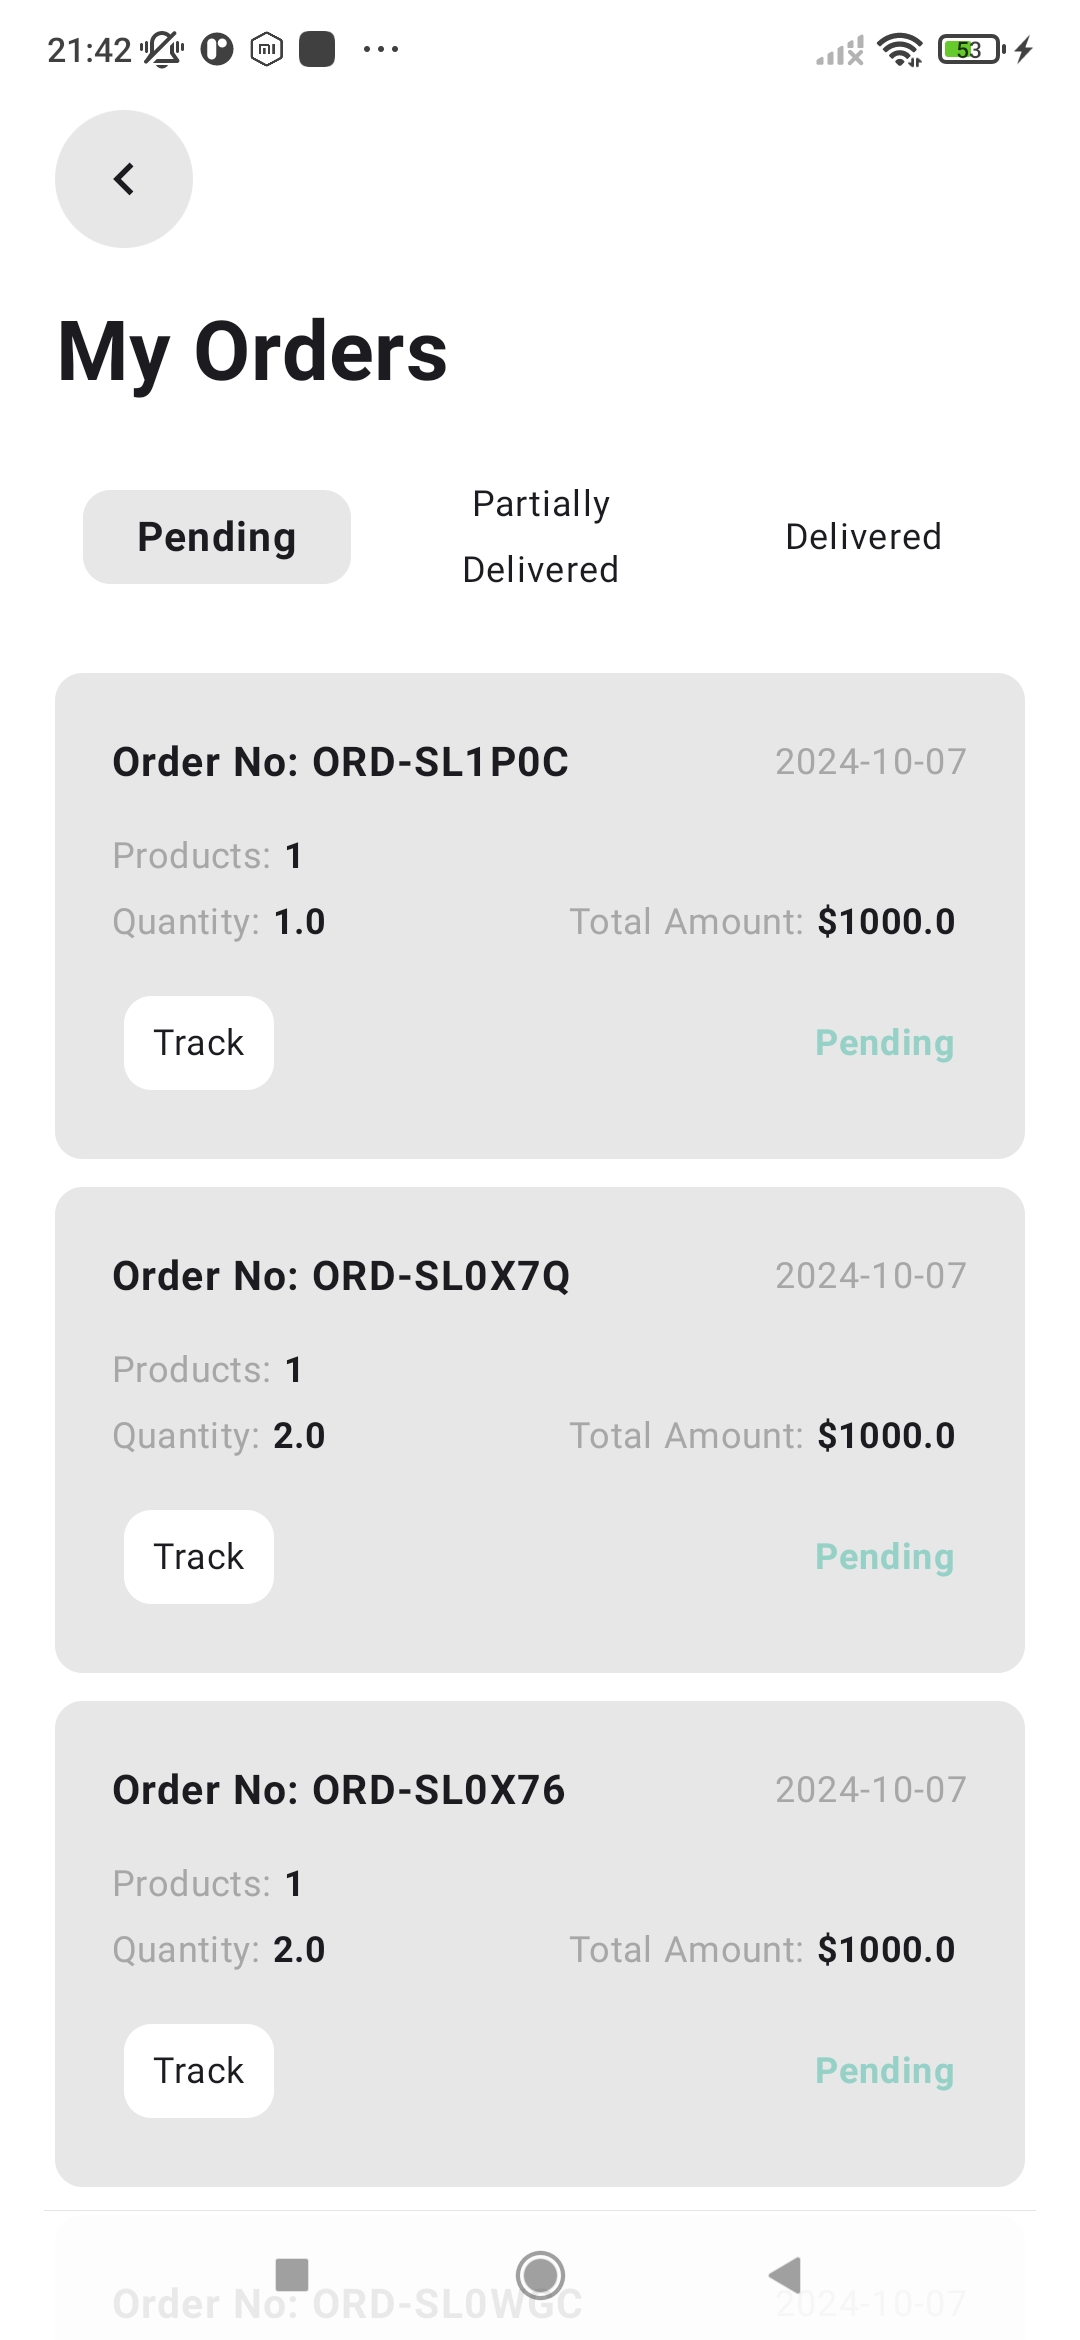 21:42
53
My Orders
Pending
Partially
Delivered
Delivered
Order No: ORD-SL1P0C
2024-10-07
Products: 1
Quantity: 1.0
Total Amount: $1000.0
Track
Pending
Order No: ORD-SL0X7Q
2024-10-07
Products: 1
Quantity: 2.0
Total Amount: $1000.0
Track
Pending
Order No: ORD-SL0X76
2024-10-07
Products: 1
Quantity: 2.0
Total Amount: $1000.0
Track
Pending
Order No: ORD-SL0WGC
2024-10-07